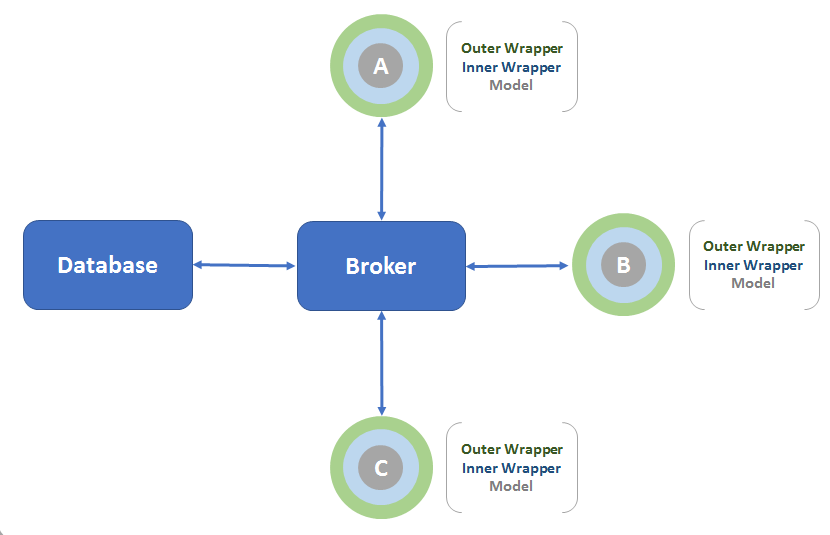 A
Outer Wrapper
Inner Wrapper
Model
Database
Broker
B
Outer Wrapper
Inner Wrapper
Model
C
Outer Wrapper
Inner Wrapper
Model